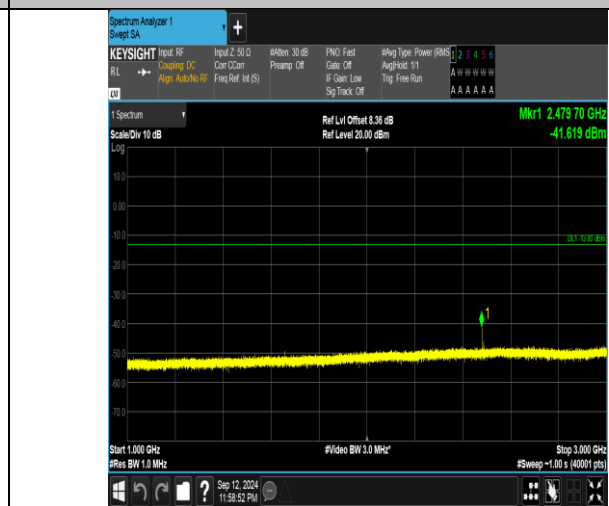 Spectrum Analyzer 1
Swept SA
+
KEYSIGHT Input: RF Input Z: 50 Ω #Atten: 30 dB PNO: Fast #Avg Type: Power (RMS 1 2 3 4 5 6
RL Coupling: DC Corr CCorr Preamp: Off Gate: Off Avg|Hold: 1/1 A W W W W W
Align: Auto/No RF Freq Ref: Int (S) IF Gain: Low Trig: Free Run A A A A A A
LXI Sig Track: Off
1 Spectrum Ref Lvl Offset 8.36 dB Mkr1 2.479 70 GHz
Scale/Div 10 dB Ref Level 20.00 dBm -41.619 dBm
Log
10.0
0.00
-10.0
DL1 -13.00 dBm
-20.0
-30.0
1
-40.0
-50.0
-60.0
-70.0
Start 1.000 GHz #Video BW 3.0 MHz* Stop 3.000 GHz
#Res BW 1.0 MHz #Sweep ~1.00 s (40001 pts)
? Sep 12, 2024
11:58:52 PM